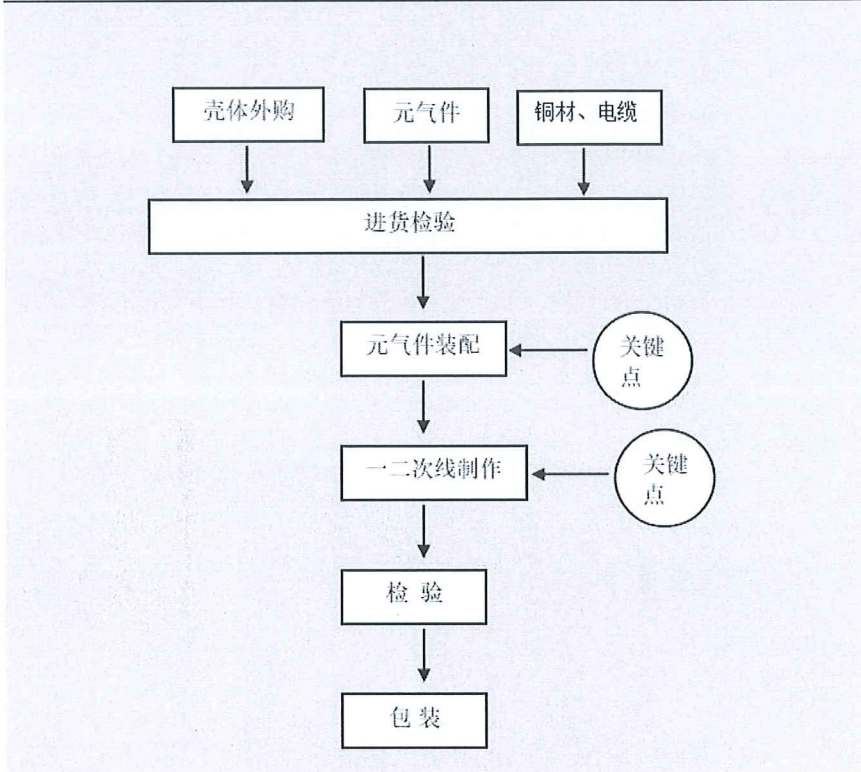 壳体外购
元气件
铜材、电缆
进货检验
元气件装配
关键
点
一二次线制作
关键
点
检 验
包 装